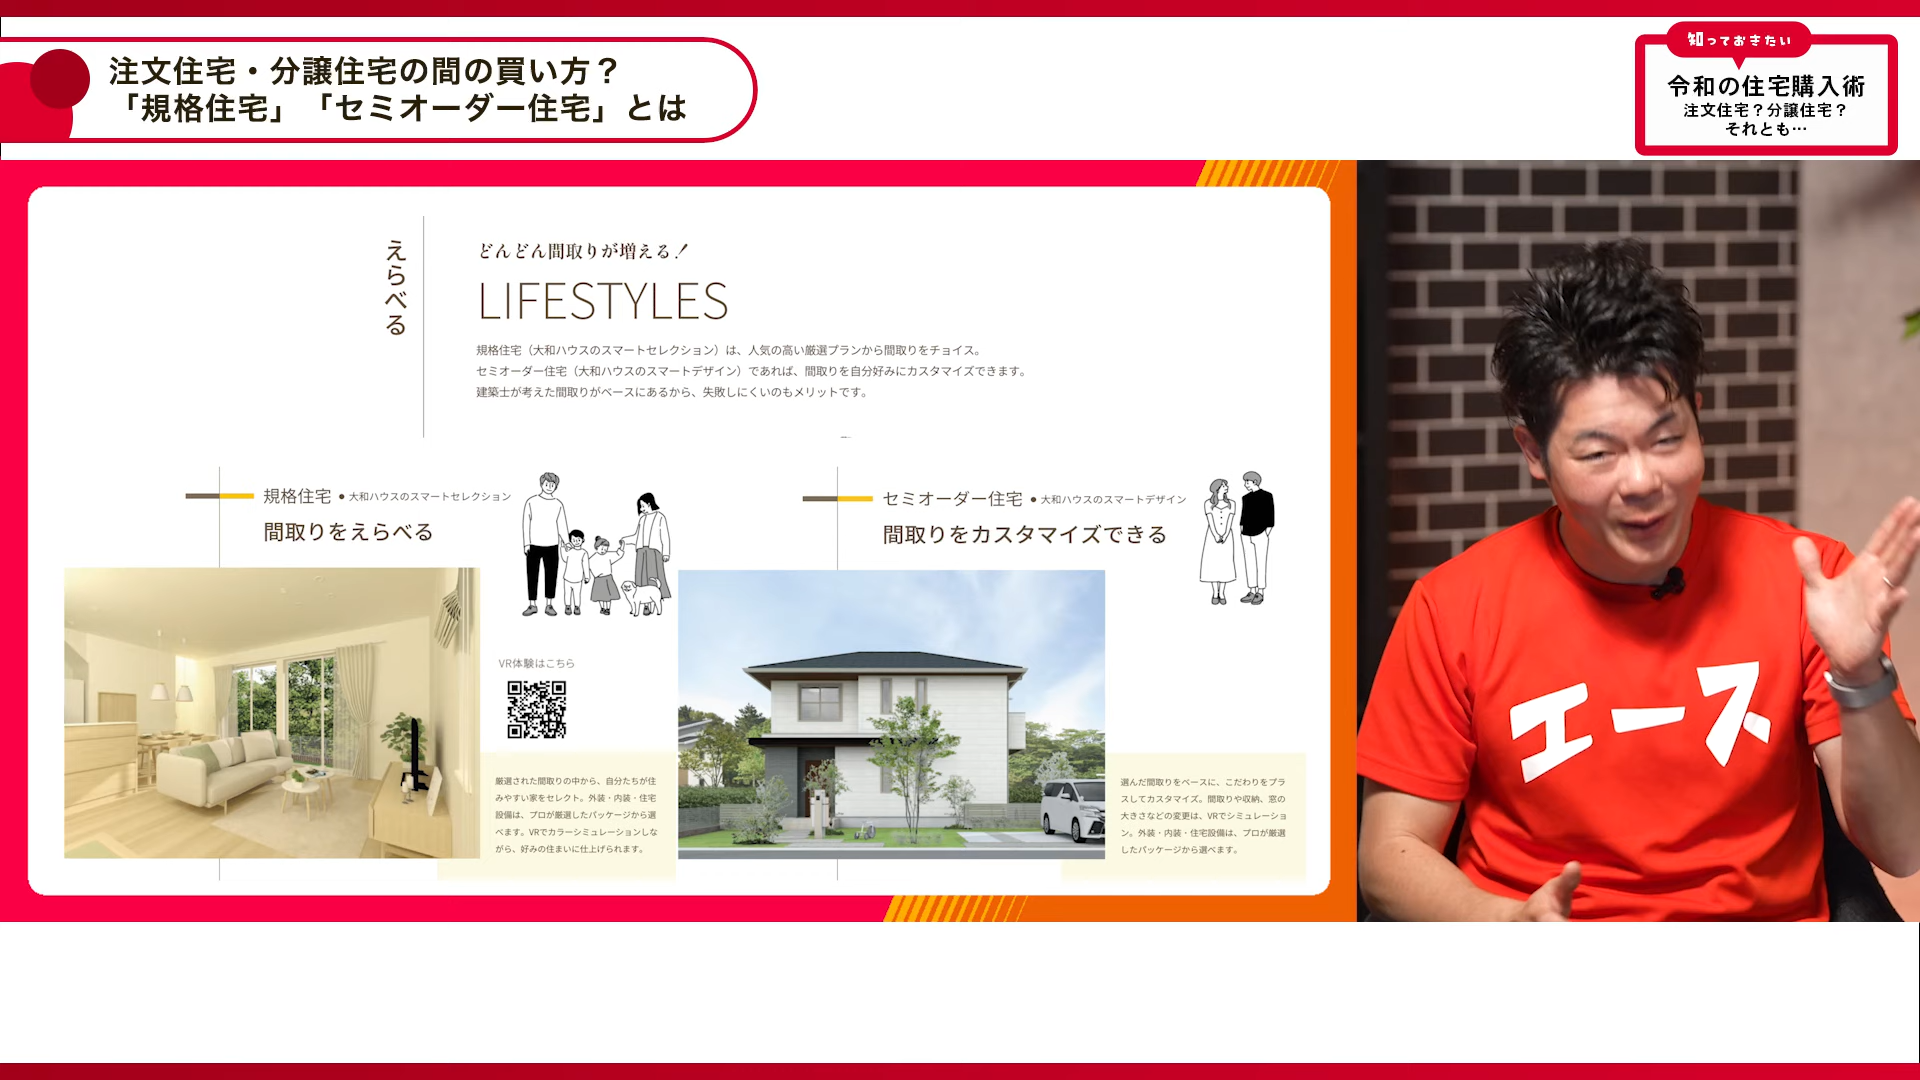 注文住宅・分譲住宅の間の買い方？
「規格住宅」「セミオーダー住宅」とは
知っておきたい
令和の住宅購入術
注文住宅？分譲住宅？
それとも…
えらべる
どんどん間取りが増える！
LIFESTYLES
規格住宅（大和ハウスのスマートセレクション）は、人気の高い厳選プランから間取りをチョイス。
セミオーダー住宅（大和ハウスのスマートデザイン）であれば、間取りを自分好みにカスタマイズできます。
建築士が考えた間取りがベースにあるから、失敗しにくいのもメリットです。
規格住宅 ●大和ハウスのスマートセレクション
間取りをえらべる
VR体験はこちら
厳選された間取りの中から、自分たちが住
みやすい家をセレクト。外装・内装・住宅
設備は、プロが厳選したパッケージから選
べます。VRでカラーシミュレーションしな
がら、好みの住まいに仕上げられます。
セミオーダー住宅 ●大和ハウスのスマートデザイン
間取りをカスタマイズできる
選んだ間取りをベースに、こだわりをプラ
スしてカスタマイズ。間取りや収納、窓の
大きさなどの変更は、VRでシミュレーショ
ン。外装・内装・住宅設備は、プロが厳選
したパッケージから選べます。
エース